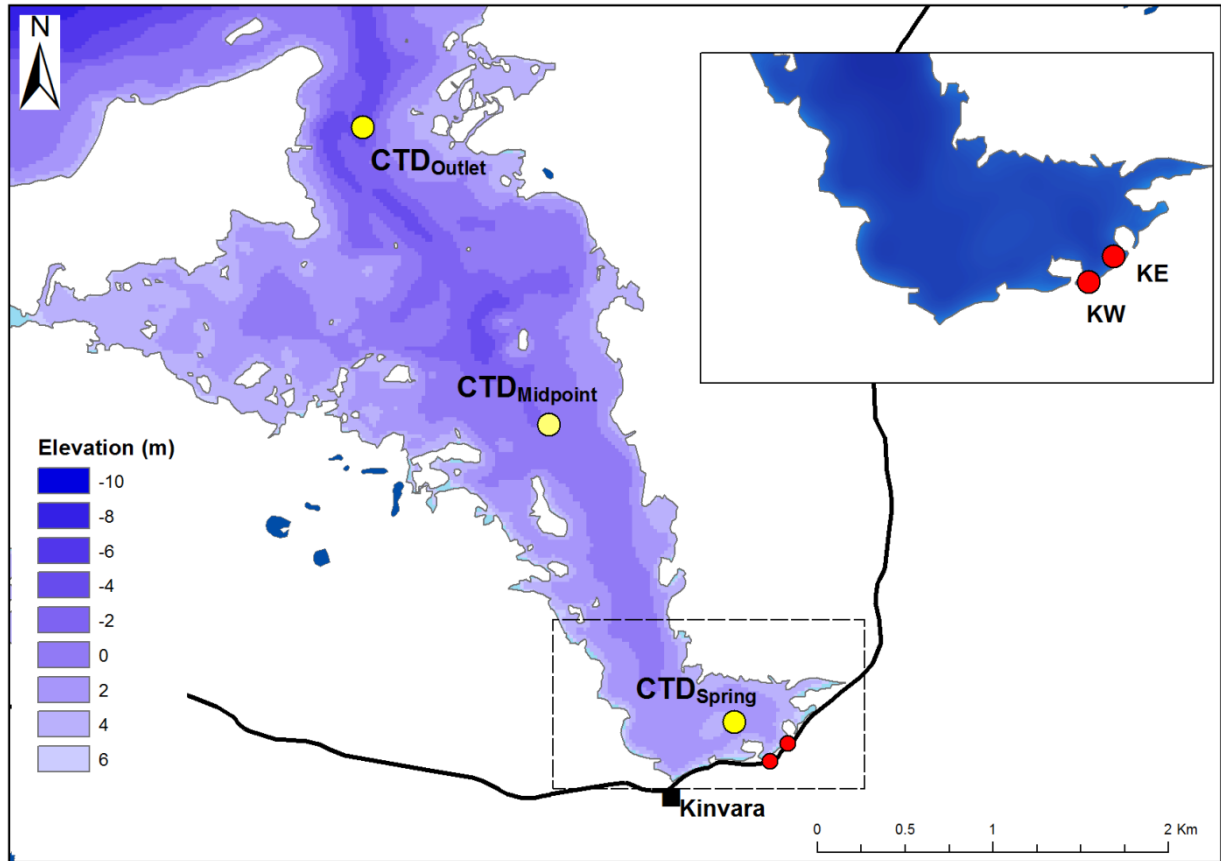 N
CTDOutlet
KE
KW
CTDMidpoint
Elevation (m)
-10
-8
-6
-4
-2
0
2
4
6
CTDSpring
Kinvara
0 0.5 1 2 Km